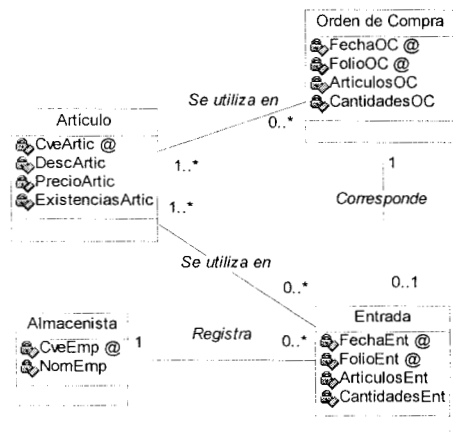 Orden de Compra
FechaOC @
FolioOC @
ArticulosOC
CantidadesOC
Se utiliza en
0..*
Artículo
CveArtic @
DescArtic
PrecioArtic
ExistenciasArtic
1..*
1..*
1
Corresponde
0..1
Se utiliza en
0..*
Almacenista
CveEmp @
NomEmp
1
Registra
0..*
Entrada
FechaEnt @
FolioEnt @
ArticulosEnt
CantidadesEnt